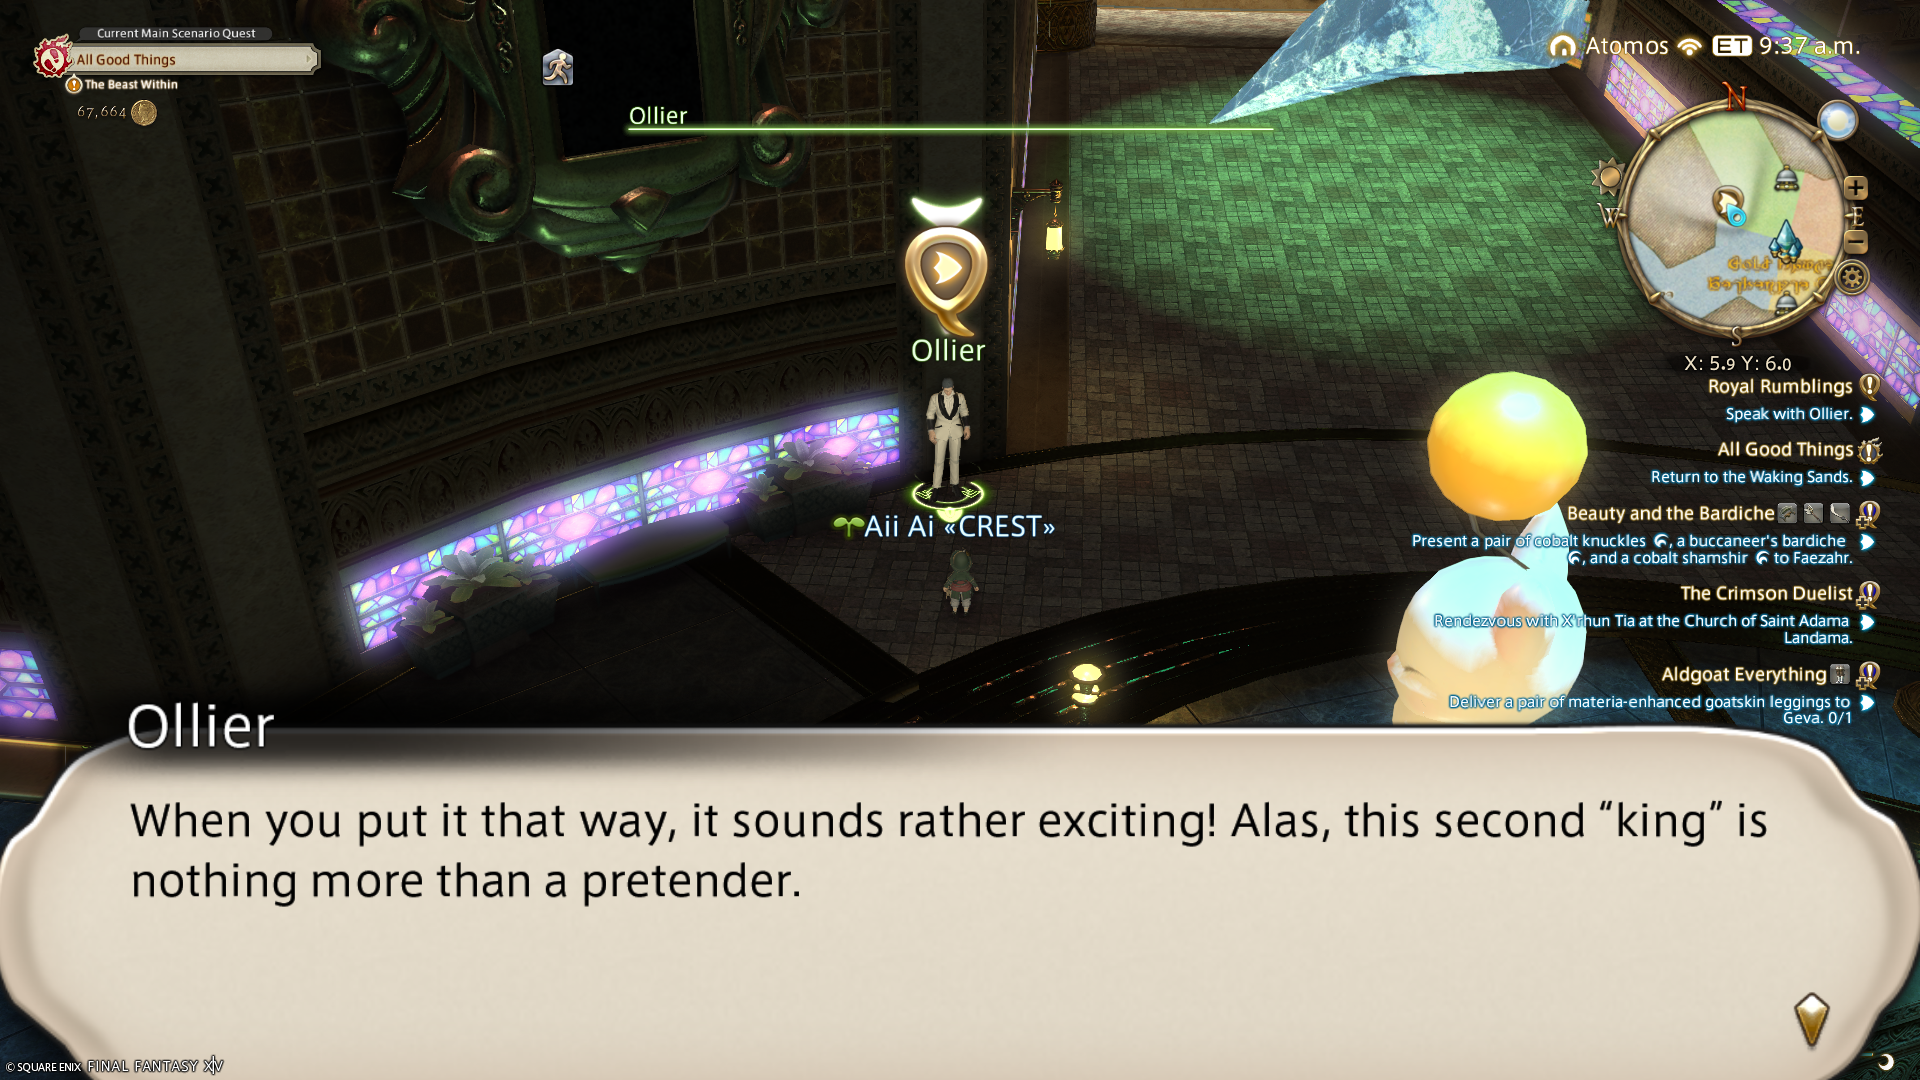 Current Main Scenario Quest
All Good Things
The Beast Within
67,664
Ollier
Atomos ET 9:37 a.m.
N
W
E
S
X: 5.9 Y: 6.0
Royal Rumblings
Speak with Ollier.
All Good Things
Return to the Waking Sands.
Beauty and the Bardiche
Present a pair of cobalt knuckles , a buccaneer's bardiche
, and a cobalt shamshir to Faezahr.
The Crimson Duelist
Rendezvous with X'rhun Tia at the Church of Saint Adama
Landama.
Aldgoat Everything
Deliver a pair of materia-enhanced goatskin leggings to
Geva. 0/1
Ollier
Aii Ai «CREST»
Ollier
When you put it that way, it sounds rather exciting! Alas, this second “king” is
nothing more than a pretender.
© SQUARE ENIX FINAL FANTASY XIV